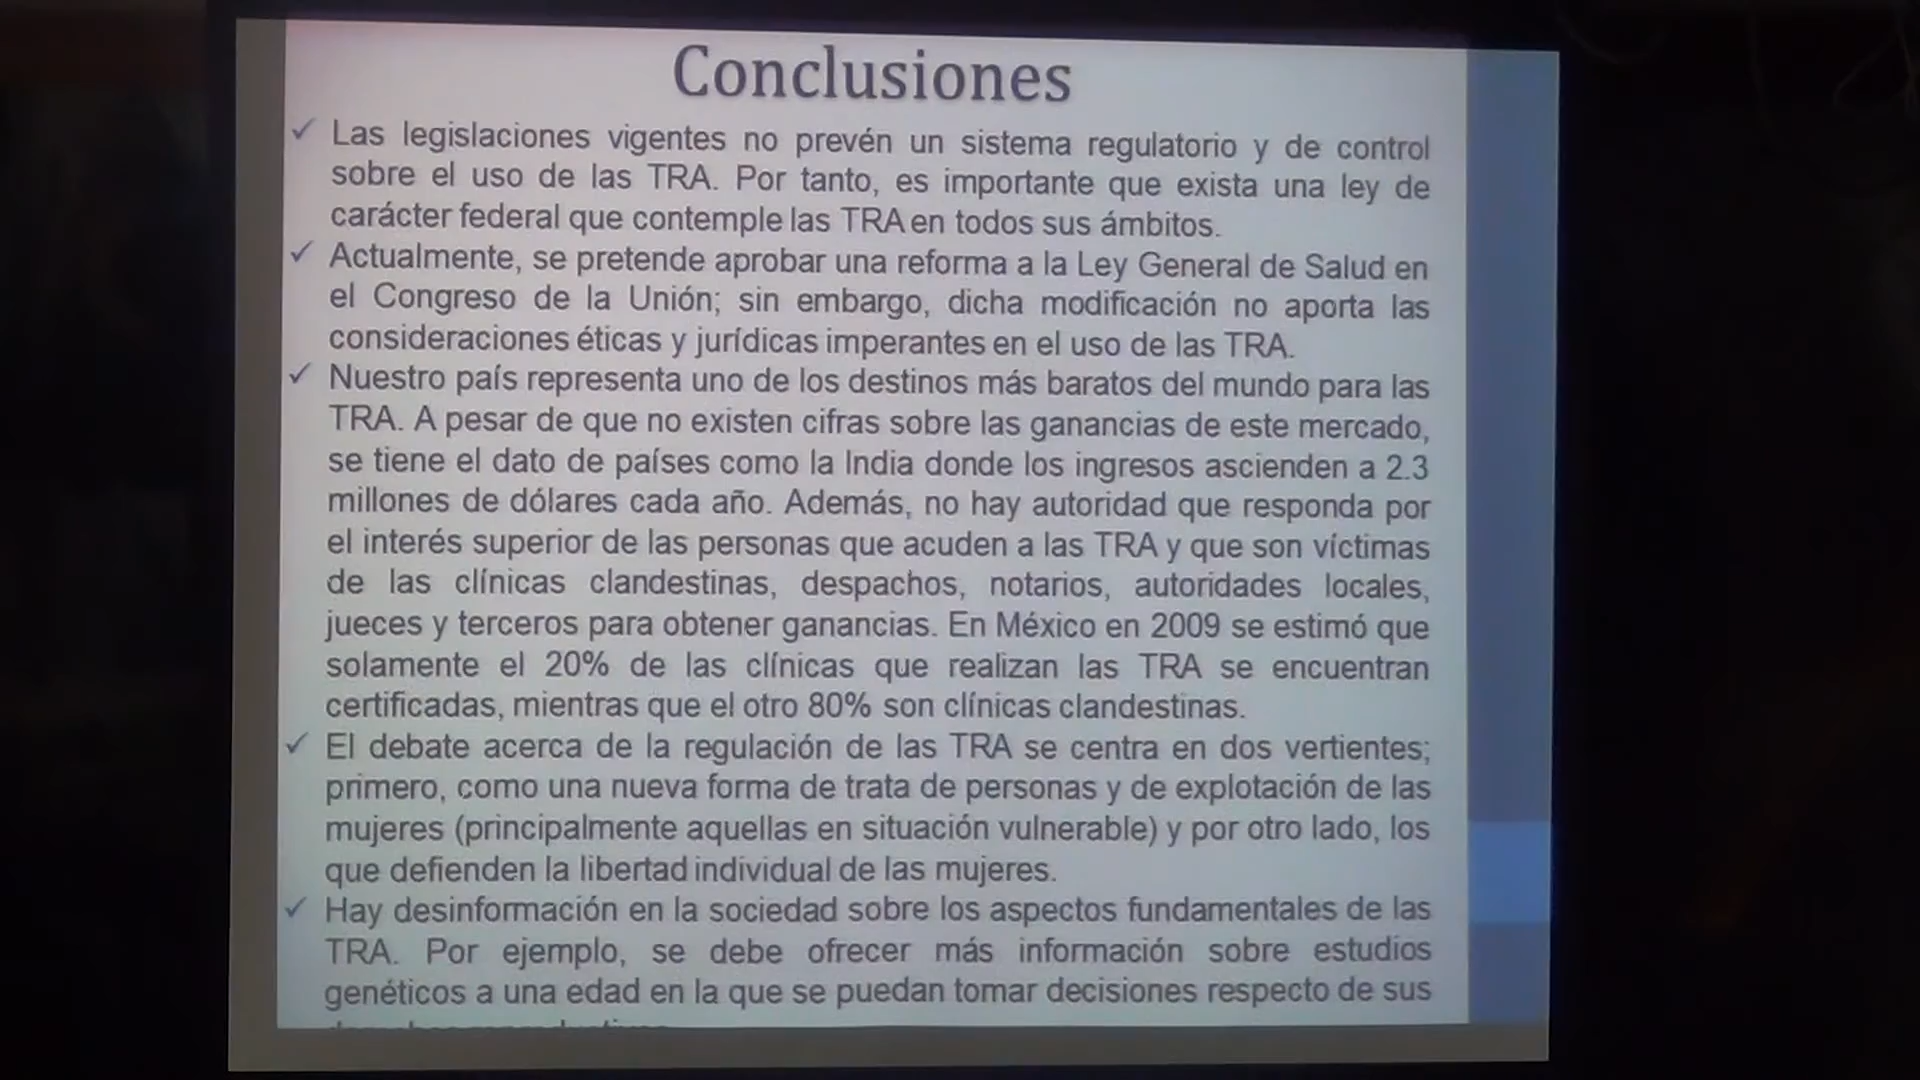 Conclusiones
✓ Las legislaciones vigentes no prevén un sistema regulatorio y de control
sobre el uso de las TRA. Por tanto, es importante que exista una ley de
carácter federal que contemple las TRA en todos sus ámbitos.
✓ Actualmente, se pretende aprobar una reforma a la Ley General de Salud en
el Congreso de la Unión; sin embargo, dicha modificación no aporta las
consideraciones éticas y jurídicas imperantes en el uso de las TRA.
✓ Nuestro país representa uno de los destinos más baratos del mundo para las
TRA. A pesar de que no existen cifras sobre las ganancias de este mercado,
se tiene el dato de países como la India donde los ingresos ascienden a 2.3
millones de dólares cada año. Además, no hay autoridad que responda por
el interés superior de las personas que acuden a las TRA y que son víctimas
de las clínicas clandestinas, despachos, notarios, autoridades locales,
jueces y terceros para obtener ganancias. En México en 2009 se estimó que
solamente el 20% de las clínicas que realizan las TRA se encuentran
certificadas, mientras que el otro 80% son clínicas clandestinas.
✓ El debate acerca de la regulación de las TRA se centra en dos vertientes;
primero, como una nueva forma de trata de personas y de explotación de las
mujeres (principalmente aquellas en situación vulnerable) y por otro lado, los
que defienden la libertad individual de las mujeres.
✓ Hay desinformación en la sociedad sobre los aspectos fundamentales de las
TRA. Por ejemplo, se debe ofrecer más información sobre estudios
genéticos a una edad en la que se puedan tomar decisiones respecto de sus